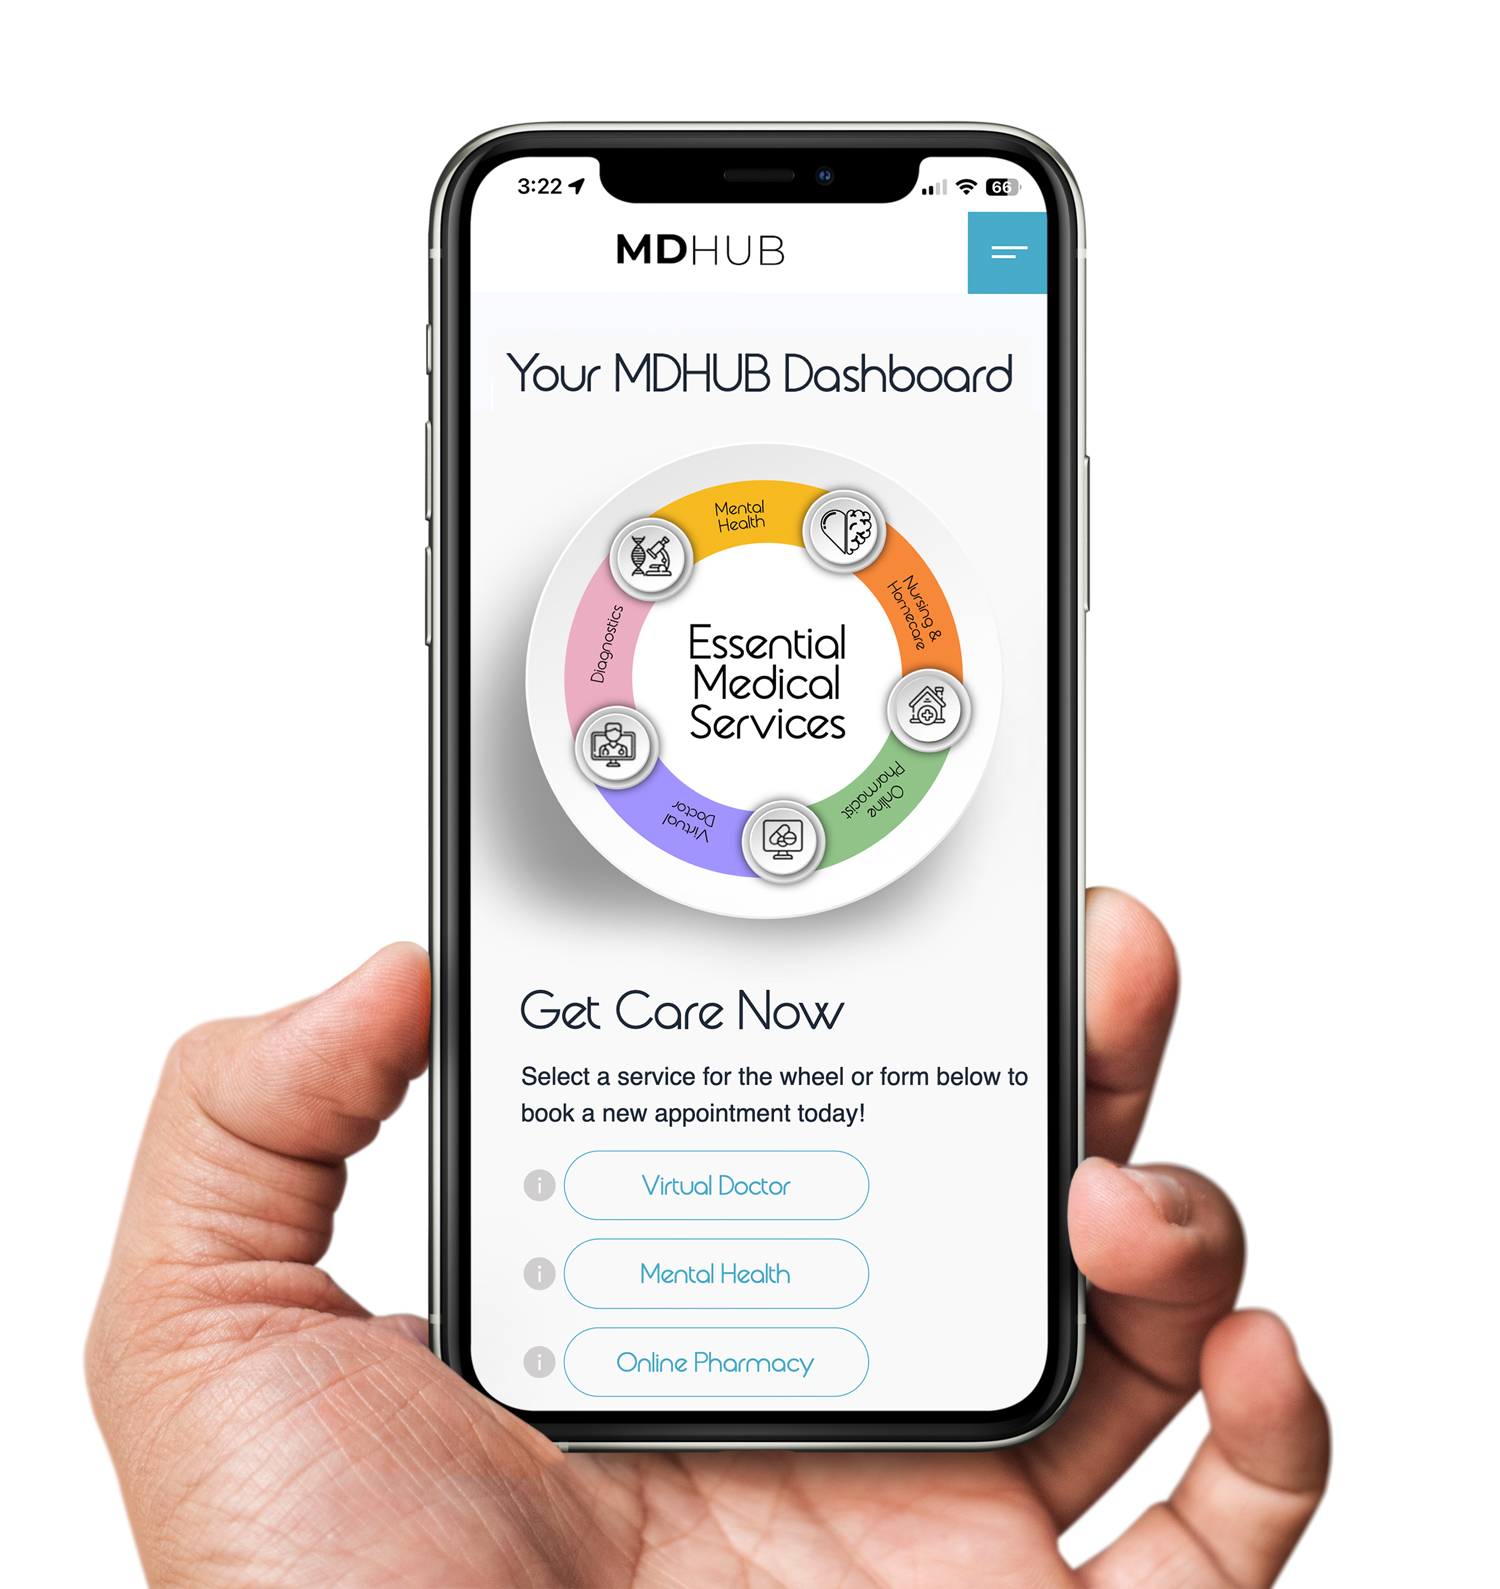 3:22
66
MDHUB
Your MDHUB Dashboard
Mental
Health
Nursing &
Homecare
Diagnostics
Essential
Medical
Services
Online
Pharmacist
Virtual
Doctor
Get Care Now
Select a service for the wheel or form below to
book a new appointment today!
i Virtual Doctor
i Mental Health
i Online Pharmacy